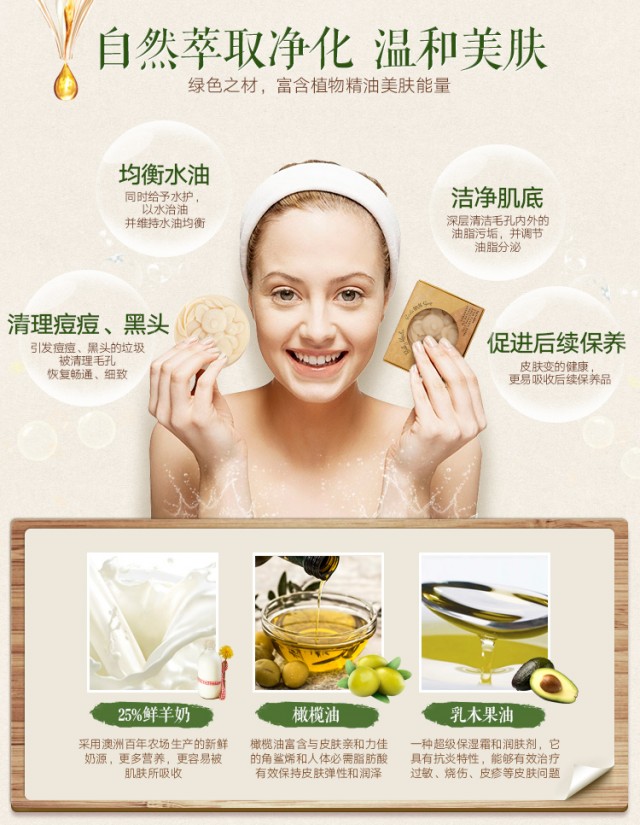 自然萃取净化 温和美肤
绿色之材，富含植物精油美肤能量
均衡水油
同时给予水护，
以水治油
并维持水油均衡
洁净肌底
深层清洁毛孔内外的
油脂污垢，并调节
油脂分泌
清理痘痘、黑头
引发痘痘、黑头的垃圾
被清理毛孔
恢复畅通、细致
促进后续保养
皮肤变的健康，
更易吸收后续保养品
25%鲜羊奶
采用澳洲百年农场生产的新鲜
奶源，更多营养，更容易被
肌肤所吸收
橄榄油
橄榄油富含与皮肤亲和力佳
的角鲨烯和人体必需脂肪酸
有效保持皮肤弹性和润泽
乳木果油
一种超级保湿霜和润肤剂，它
具有抗炎特性，能够有效治疗
过敏、烧伤、皮疹等皮肤问题